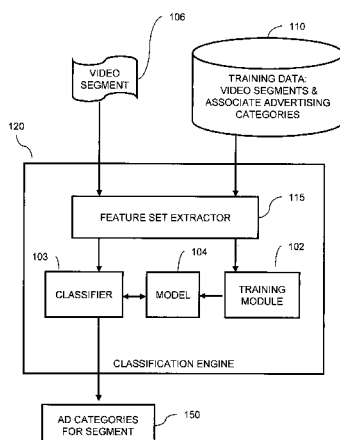 106
110
VIDEO
SEGMENT
TRAINING DATA:
VIDEO SEGMENTS &
ASSOCIATE ADVERTISING
CATEGORIES
120
FEATURE SET EXTRACTOR
115
103
104
102
CLASSIFIER
MODEL
TRAINING
MODULE
CLASSIFICATION ENGINE
AD CATEGORIES
FOR SEGMENT
150